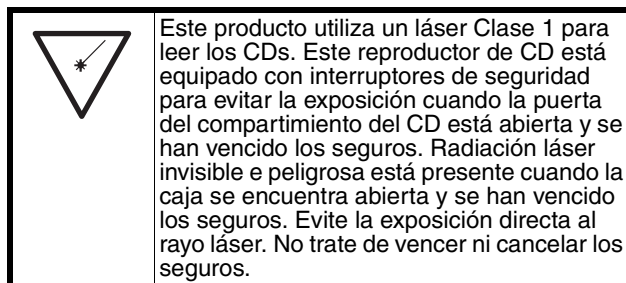 Este producto utiliza un láser Clase 1 para
leer los CDs. Este reproductor de CD está
equipado con interruptores de seguridad
para evitar la exposición cuando la puerta
del compartimiento del CD está abierta y se
han vencido los seguros. Radiación láser
invisible e peligrosa está presente cuando la
caja se encuentra abierta y se han vencido
los seguros. Evite la exposición directa al
rayo láser. No trate de vencer ni cancelar los
seguros.